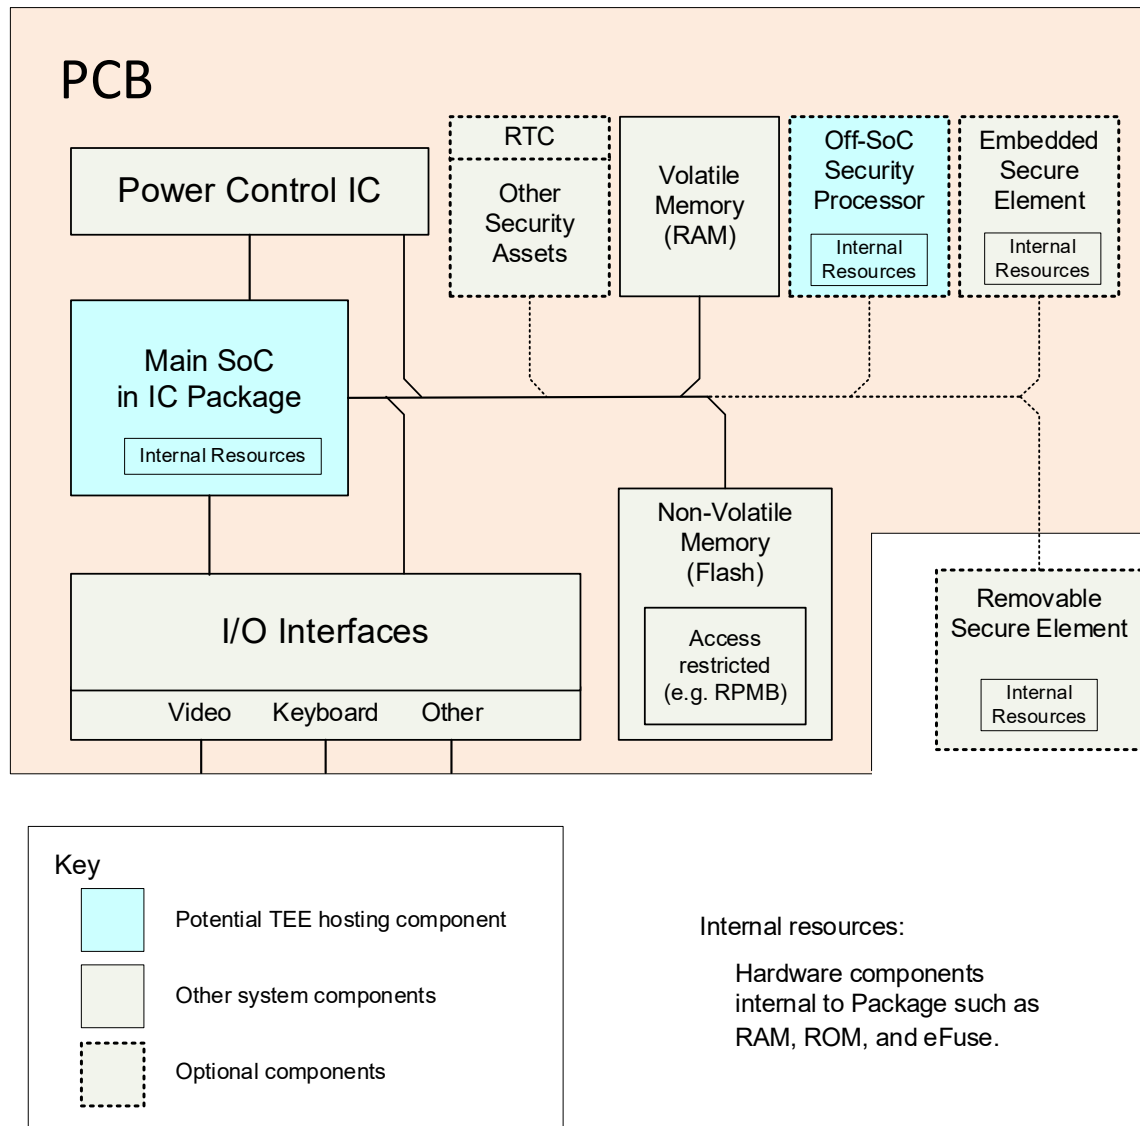 PCB
Power Control IC
RTC
Other
Security
Assets
Volatile
Memory
(RAM)
Off-SoC
Security
Processor
Internal
Resources
Embedded
Secure
Element
Internal
Resources
Main SoC
in IC Package
Internal Resources
I/O Interfaces
Video Keyboard Other
Non-Volatile
Memory
(Flash)
Access
restricted
(e.g. RPMB)
Removable
Secure Element
Internal
Resources
Key
Potential TEE hosting component
Other system components
Optional components
Internal resources:
Hardware components
internal to Package such as
RAM, ROM, and eFuse.